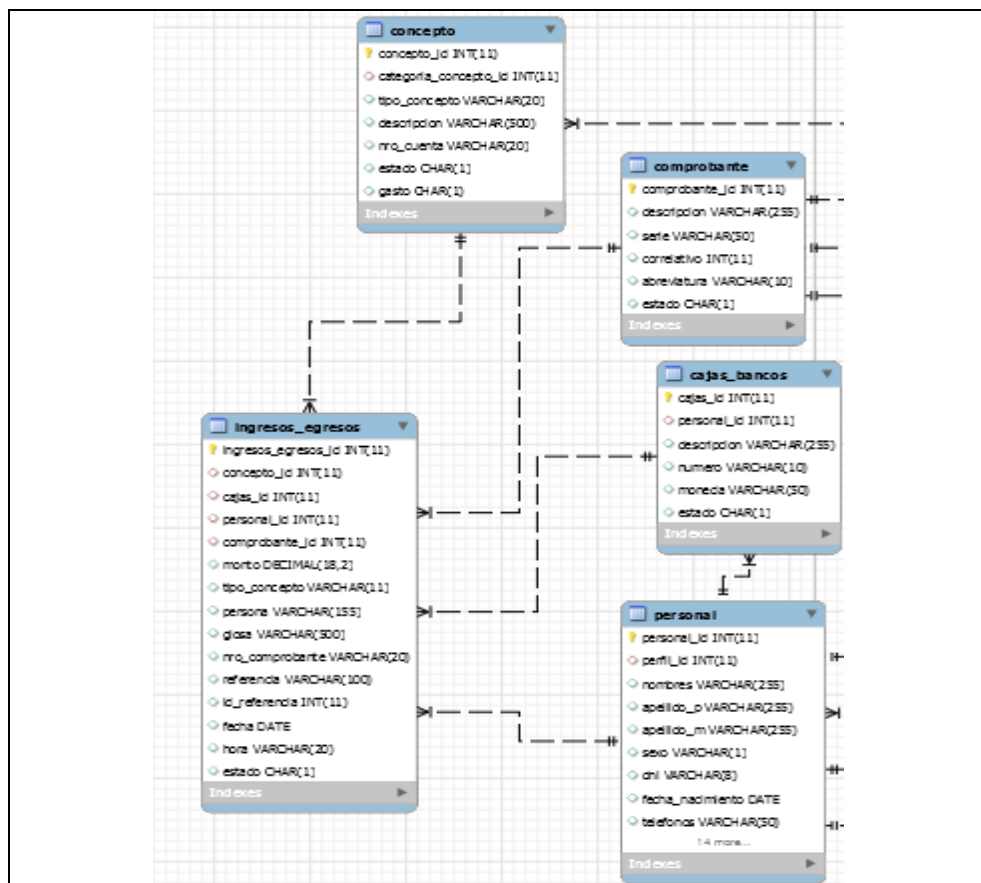 concepto
concepto_id INT(11)
categoria_concepto_id INT(11)
tipo_concepto VARCHAR(20)
descripcion VARCHAR(500)
nro_cuenta VARCHAR(20)
estado CHAR(1)
gasto CHAR(1)
Indexes
comprobante
comprobante_id INT(11)
descripcion VARCHAR(255)
serie VARCHAR(50)
correlativo INT(11)
abreviatura VARCHAR(10)
estado CHAR(1)
Indexes
cajas_bancos
cajas_id INT(11)
personal_id INT(11)
descripcion VARCHAR(255)
numero VARCHAR(10)
moneda VARCHAR(50)
estado CHAR(1)
Indexes
ingresos_egresos
ingresos_egresos_id INT(11)
concepto_id INT(11)
cajas_id INT(11)
personal_id INT(11)
comprobante_id INT(11)
monto DECIMAL(18,2)
tipo_concepto VARCHAR(11)
persona VARCHAR(155)
glosa VARCHAR(500)
nro_comprobante VARCHAR(20)
referencia VARCHAR(100)
id_referencia INT(11)
fecha DATE
hora VARCHAR(20)
estado CHAR(1)
Indexes
personal
personal_id INT(11)
perfil_id INT(11)
nombres VARCHAR(255)
apellido_p VARCHAR(255)
apellido_m VARCHAR(255)
sexo VARCHAR(1)
dni VARCHAR(8)
fecha_nacimiento DATE
telefonos VARCHAR(50)
14 more...
Indexes